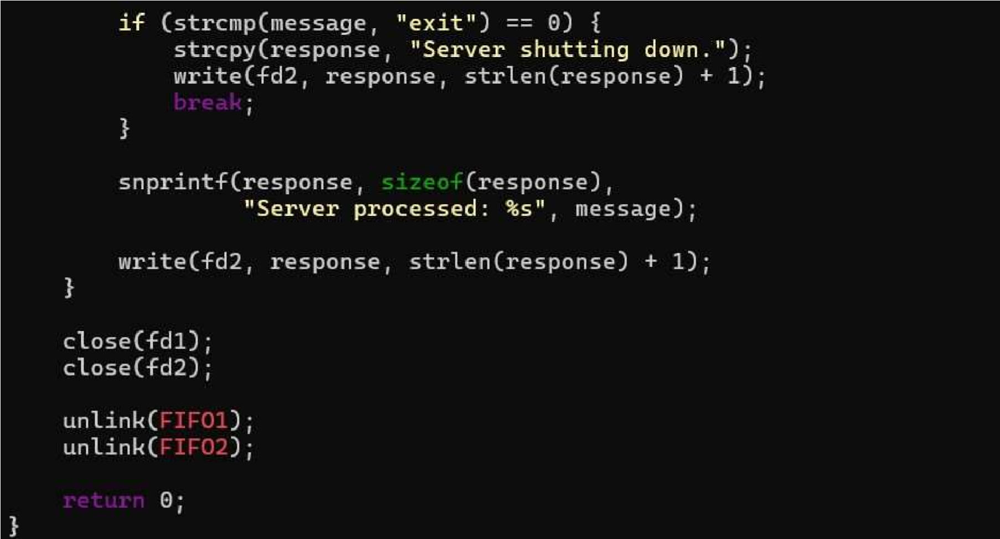 if (strcmp(message, "exit") == 0) {
strcpy(response, "Server shutting down.");
write(fd2, response, strlen(response) + 1);
break;
}
snprintf(response, sizeof(response),
"Server processed: %s", message);
write(fd2, response, strlen(response) + 1);
}
close(fd1);
close(fd2);
unlink(FIFO1);
unlink(FIFO2);
return 0;
}